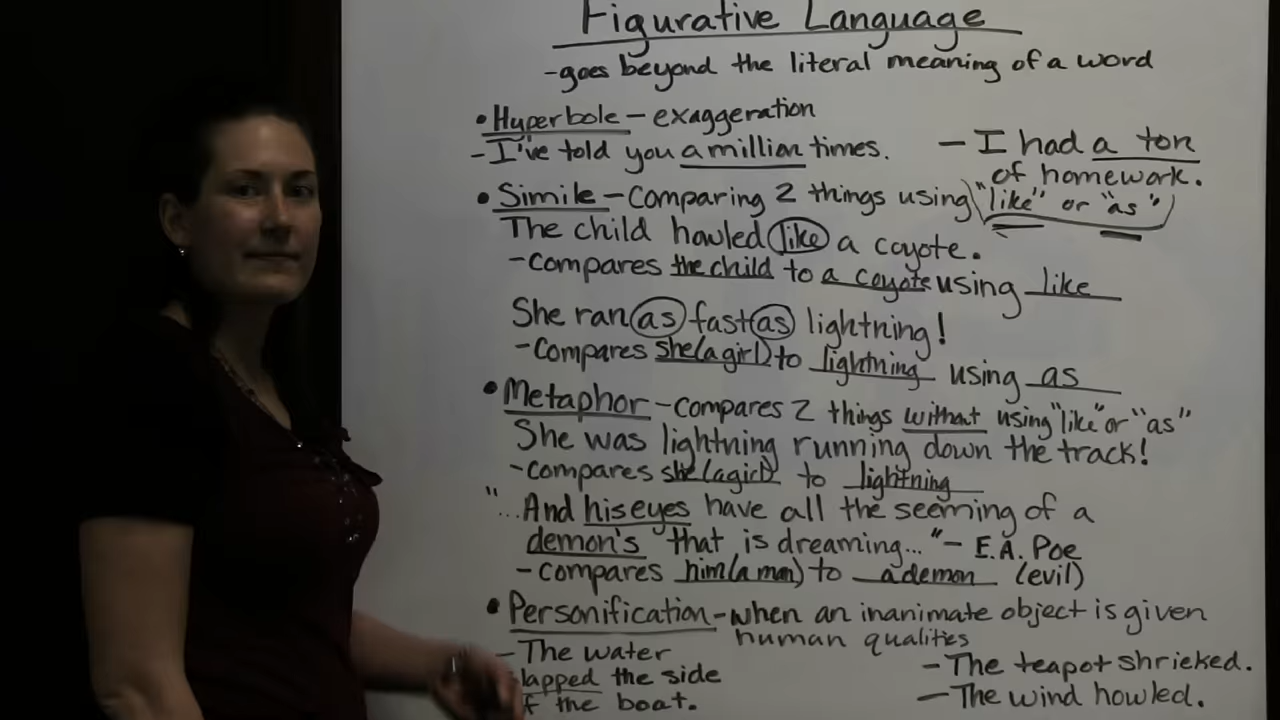 Figurative Language
-goes beyond the literal meaning of a word
• Hyperbole - exaggeration
- I've told you a million times. - I had a ton
of homework.
• Simile - Comparing 2 things using "like" or "as"
The child howled like a coyote.
- compares the child to a coyote using like
She ran as fast as lightning!
- Compares she (a girl) to lightning using as
• Metaphor - compares 2 things without using "like" or "as"
She was lightning running down the track!
- compares she (a girl) to lightning
"...And his eyes have all the seeming of a
demon's that is dreaming..." - E.A. Poe
- compares him (a man) to a demon (evil)
• Personification - when an inanimate object is given
human qualities
- The water - The teapot shrieked.
lapped the side
of the boat. - The wind howled.